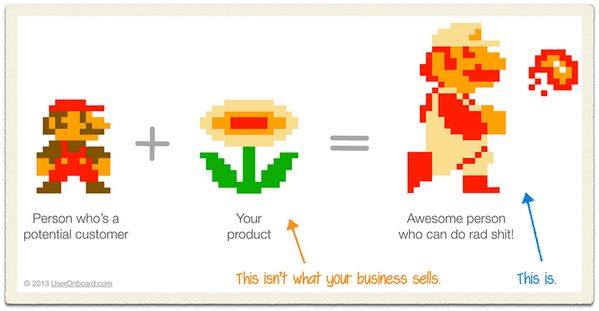 Person who's a
potential customer
Your
product
Awesome person
who can do rad shit!
This isn't what your business sells.
This is.
© 2013 UserOnboard.com